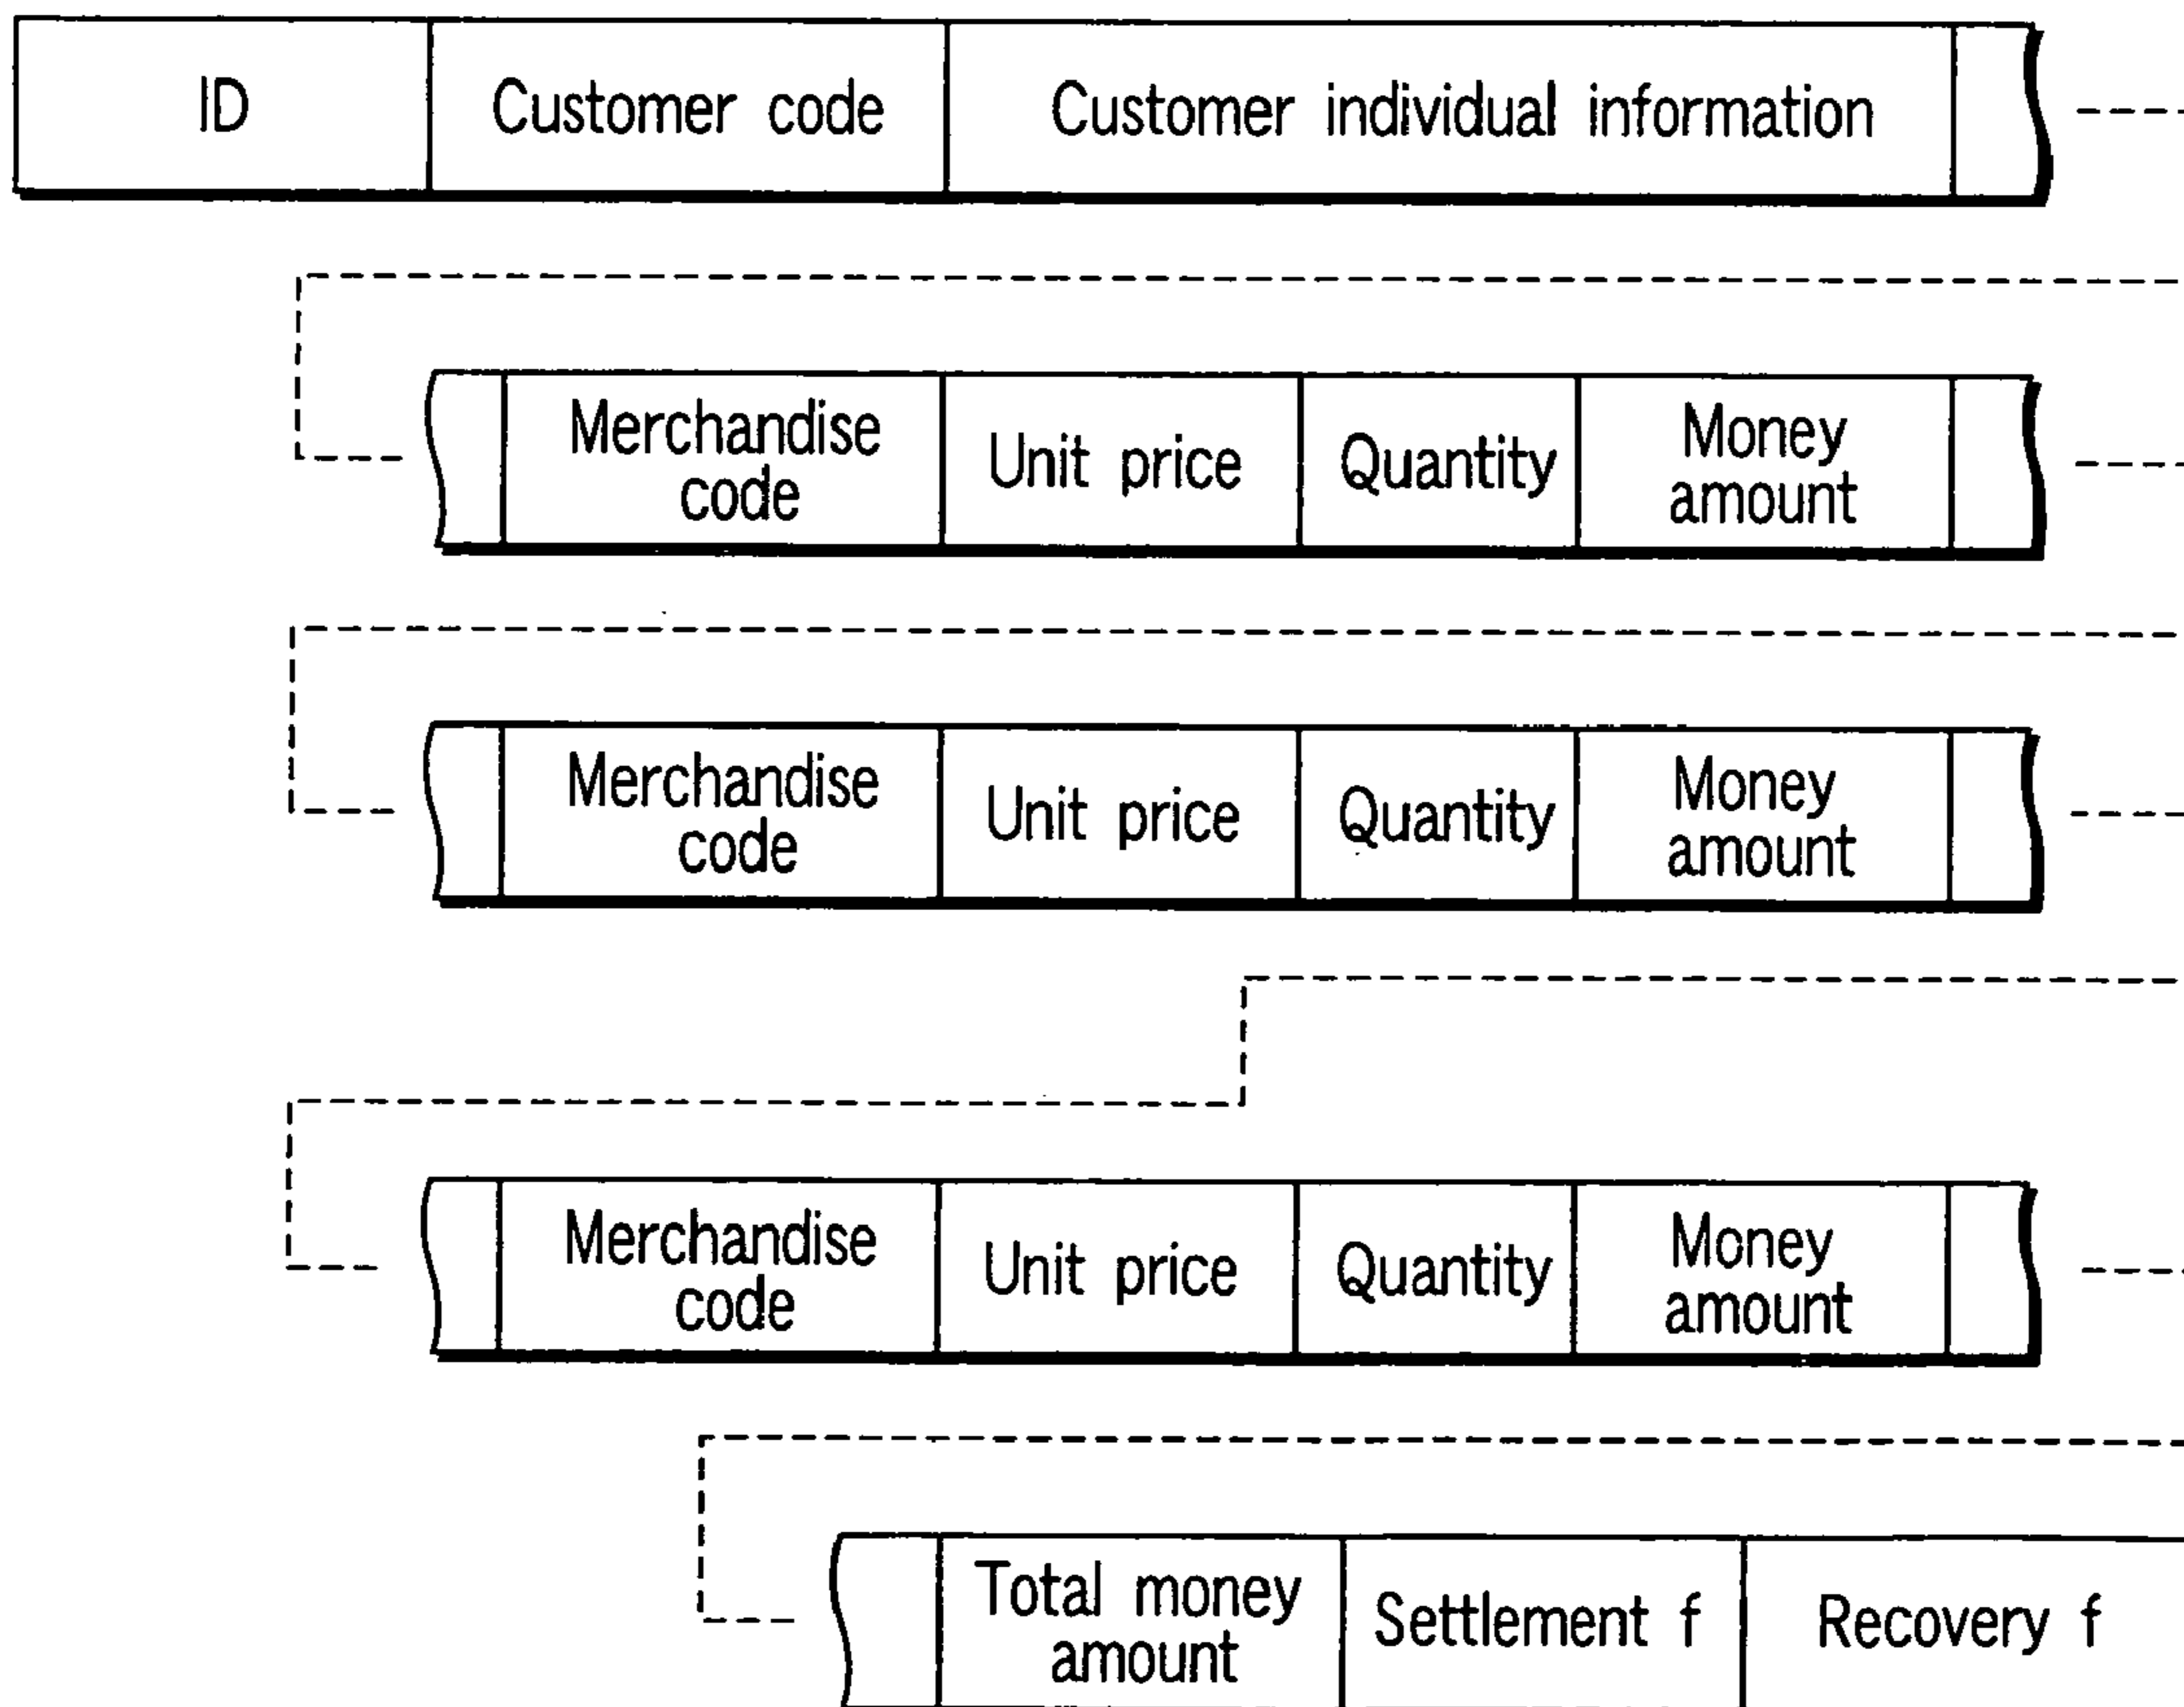 ID Customer code Customer individual information
Merchandise code Unit price Quantity Money amount
Merchandise code Unit price Quantity Money amount
Merchandise code Unit price Quantity Money amount
Total money amount Settlement f Recovery f